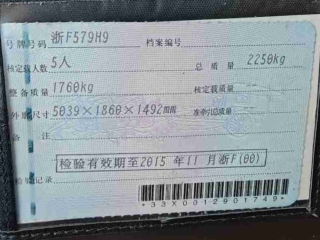 号牌号码 浙F579H9 档案编号
核定载人数 5人 总质量 2250kg
整备质量 1760kg 核定载质量
外廓尺寸 5039×1860×1492mm 准牵引总质量
备注
检验有效期至2015 年11 月浙F(00)
检验记录
*33X0012901749*